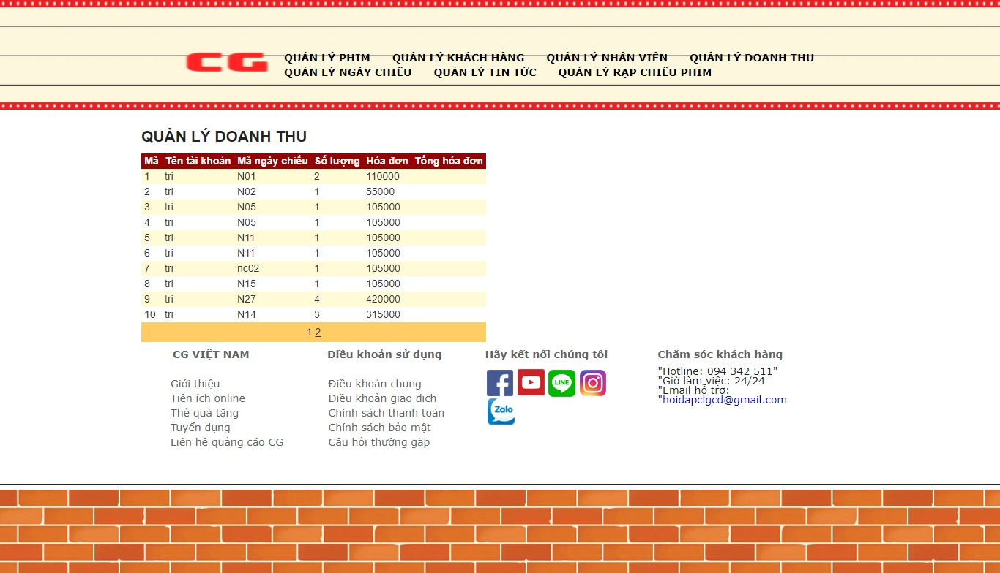 CG
QUẢN LÝ PHIM QUẢN LÝ KHÁCH HÀNG QUẢN LÝ NHÂN VIÊN QUẢN LÝ DOANH THU
QUẢN LÝ NGÀY CHIẾU QUẢN LÝ TIN TỨC QUẢN LÝ RẠP CHIẾU PHIM
QUẢN LÝ DOANH THU
Mã Tên tài khoản Mã ngày chiếu Số lượng Hóa đơn Tổng hóa đơn
1 tri N01 2 110000
2 tri N02 1 55000
3 tri N05 1 105000
4 tri N05 1 105000
5 tri N11 1 105000
6 tri N11 1 105000
7 tri nc02 1 105000
8 tri N15 1 105000
9 tri N27 4 420000
10 tri N14 3 315000
1 2
CG VIỆT NAM
Giới thiệu
Tiện ích online
Thẻ quà tặng
Tuyển dụng
Liên hệ quảng cáo CG
Điều khoản sử dụng
Điều khoản chung
Điều khoản giao dịch
Chính sách thanh toán
Chính sách bảo mật
Câu hỏi thường gặp
Hãy kết nối chúng tôi
LINE
Zalo
Chăm sóc khách hàng
"Hotline: 094 342 511"
"Giờ làm việc: 24/24
"Email hỗ trợ:
"hoidapclgcd@gmail.com